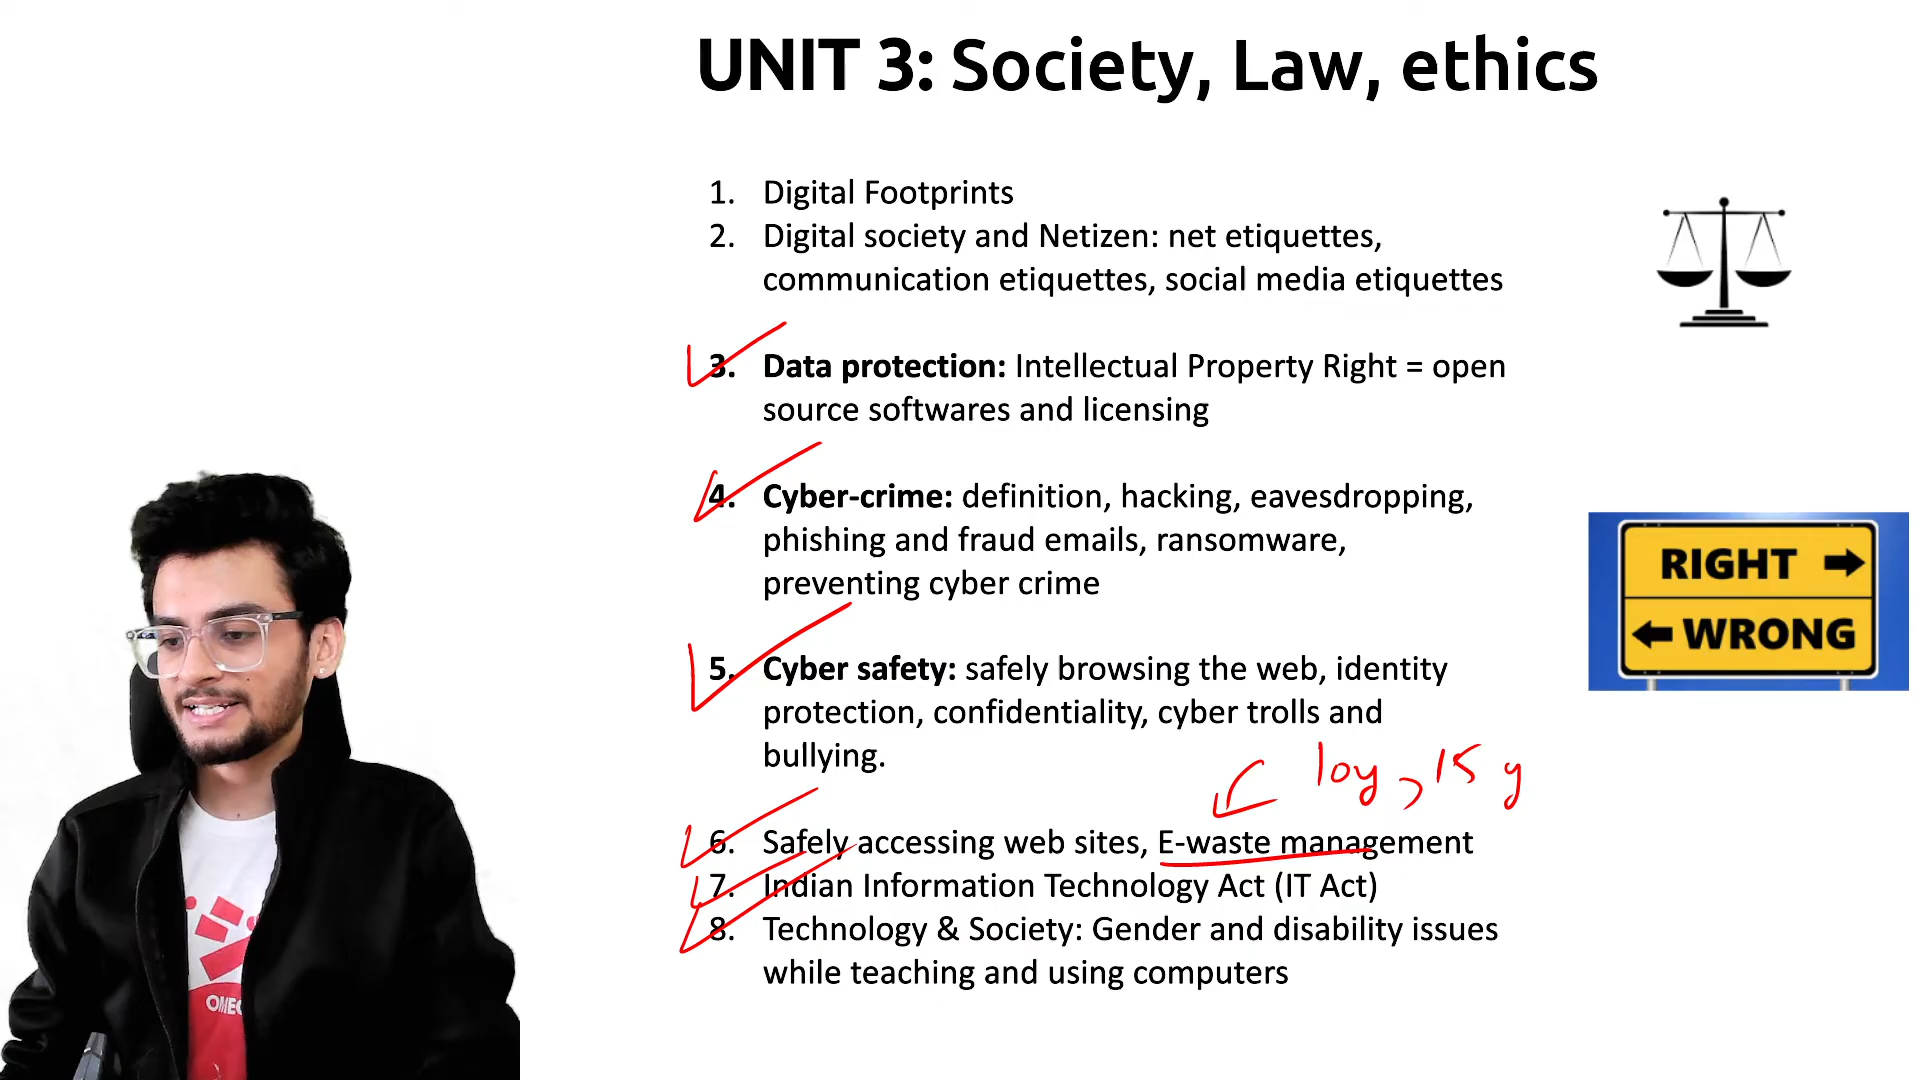 UNIT 3: Society, Law, ethics
1. Digital Footprints
2. Digital society and Netizen: net etiquettes,
communication etiquettes, social media etiquettes
3. Data protection: Intellectual Property Right = open
source softwares and licensing
4. Cyber-crime: definition, hacking, eavesdropping,
phishing and fraud emails, ransomware,
preventing cyber crime
5. Cyber safety: safely browsing the web, identity
protection, confidentiality, cyber trolls and
bullying.
10y, 15 y
6. Safely accessing web sites, E-waste management
7. Indian Information Technology Act (IT Act)
8. Technology & Society: Gender and disability issues
while teaching and using computers
RIGHT
WRONG